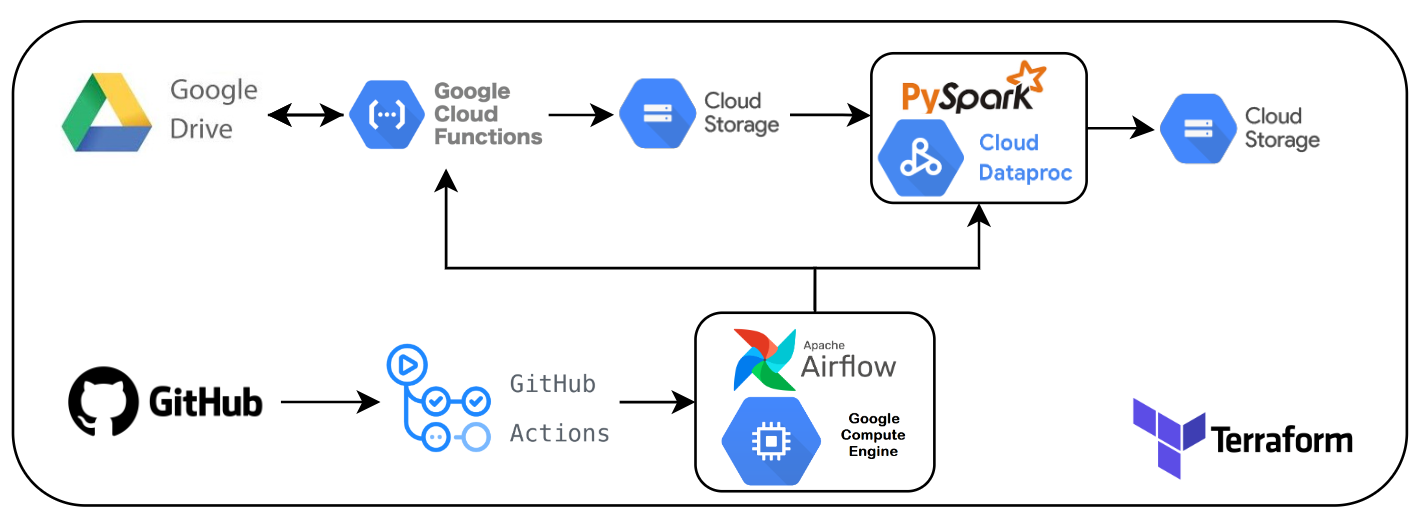 Google
Drive
Google
Cloud
Functions
Cloud
Storage
PySpark
Cloud
Dataproc
Cloud
Storage
GitHub
GitHub
Actions
Apache
Airflow
Google
Compute
Engine
Terraform